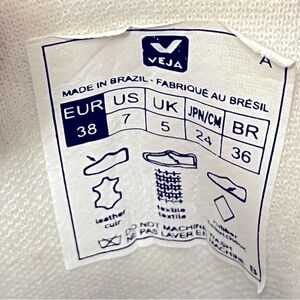 VEJA
A
MADE IN BRAZIL - FABRIQUÉ AU BRÉSIL
EUR US UK JPN/CM BR
38 7 5 24 36
leather textile rubber
cuir textile
DO NOT MACHINE WASH
NE PAS LAVER EN MACHINE B